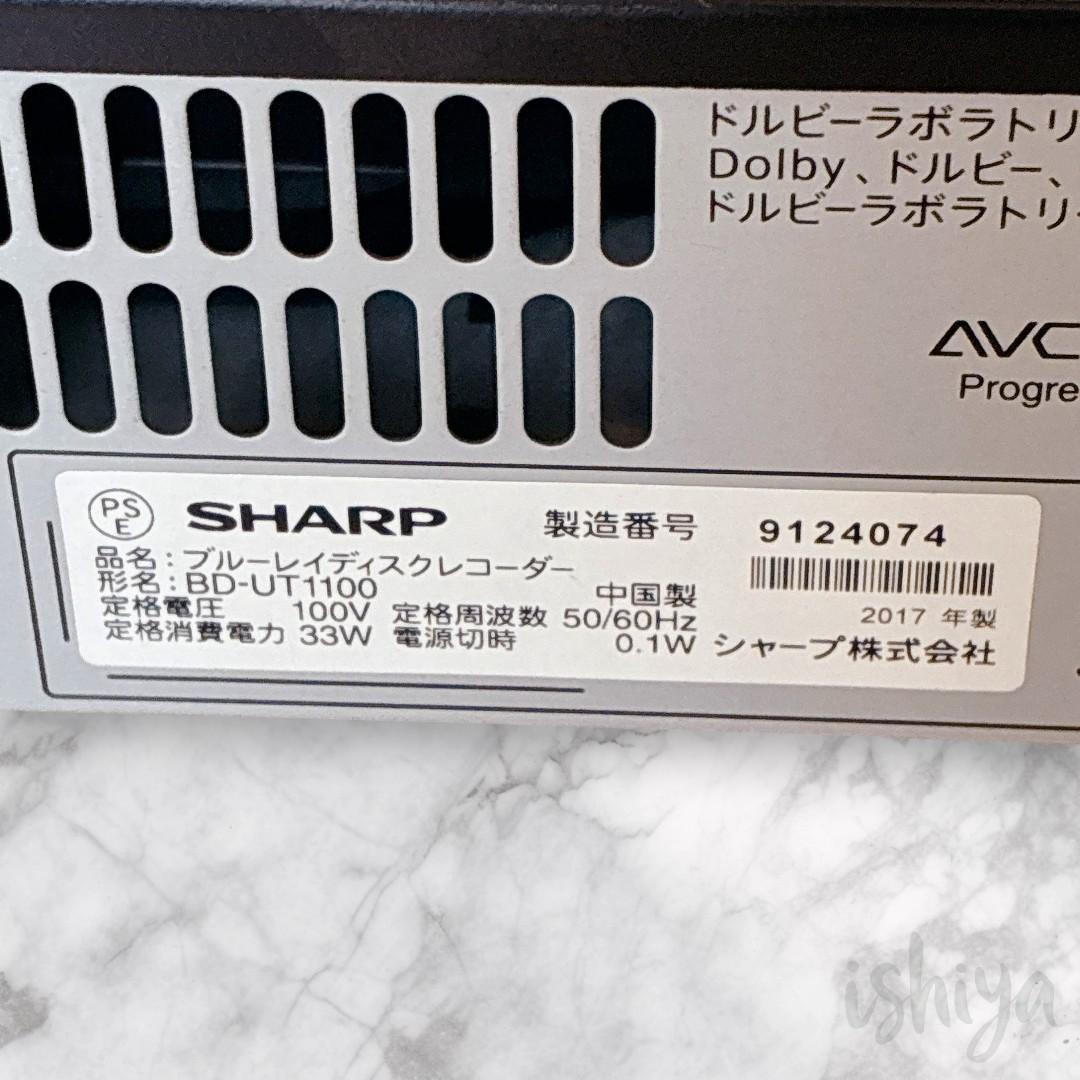 ドルビーラボラトリ
Dolby、ドルビー、
ドルビーラボラトリ
AVC
Progre
PSE SHARP 製造番号 9124074
品名：ブルーレイディスクレコーダー
形名：BD-UT1100 中国製
2017 年製
定格電圧 100V 定格周波数 50/60Hz
定格消費電力 33W 電源切時 0.1W シャープ株式会社
ishiya